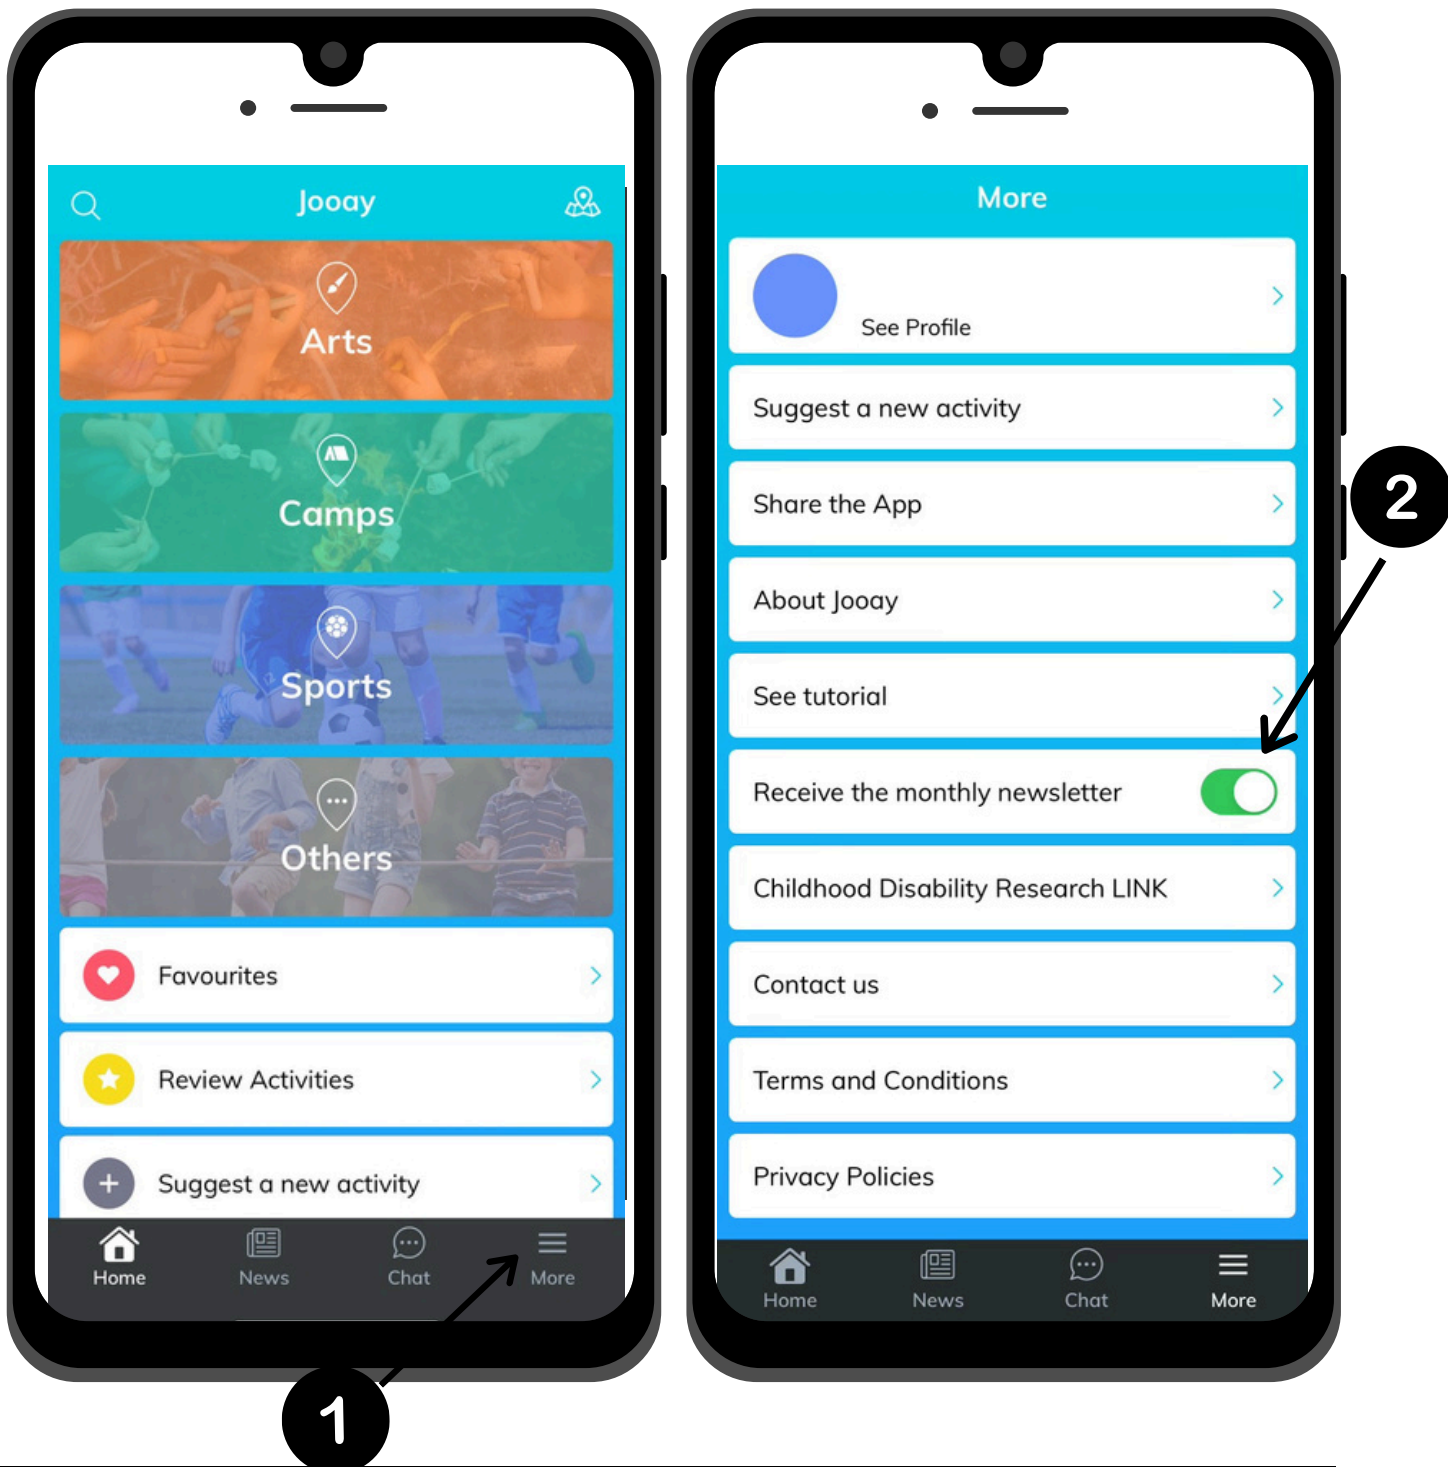 Jooay
Arts
Camps
Sports
Others
Favourites
Review Activities
Suggest a new activity
Home News Chat More
1
More
See Profile
Suggest a new activity
Share the App
About Jooay
See tutorial
Receive the monthly newsletter
Childhood Disability Research LINK
Contact us
Terms and Conditions
Privacy Policies
Home News Chat More
2